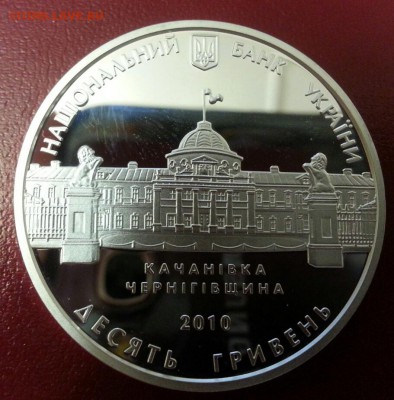 НАЦІОНАЛЬНИЙ БАНК УКРАЇНИ
КАЧАНІВКА
ЧЕРНІГІВЩИНА
2010
ДЕСЯТЬ ГРИВЕНЬ